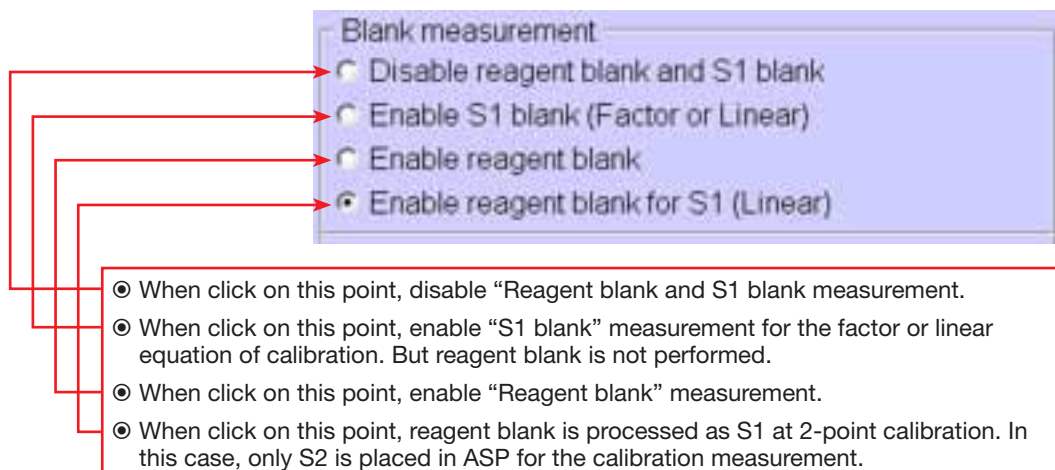 Blank measurement
Disable reagent blank and S1 blank
Enable S1 blank (Factor or Linear)
Enable reagent blank
Enable reagent blank for S1 (Linear)
When click on this point, disable “Reagent blank and S1 blank measurement.
When click on this point, enable “S1 blank” measurement for the factor or linear
equation of calibration. But reagent blank is not performed.
When click on this point, enable “Reagent blank” measurement.
When click on this point, reagent blank is processed as S1 at 2-point calibration. In
this case, only S2 is placed in ASP for the calibration measurement.